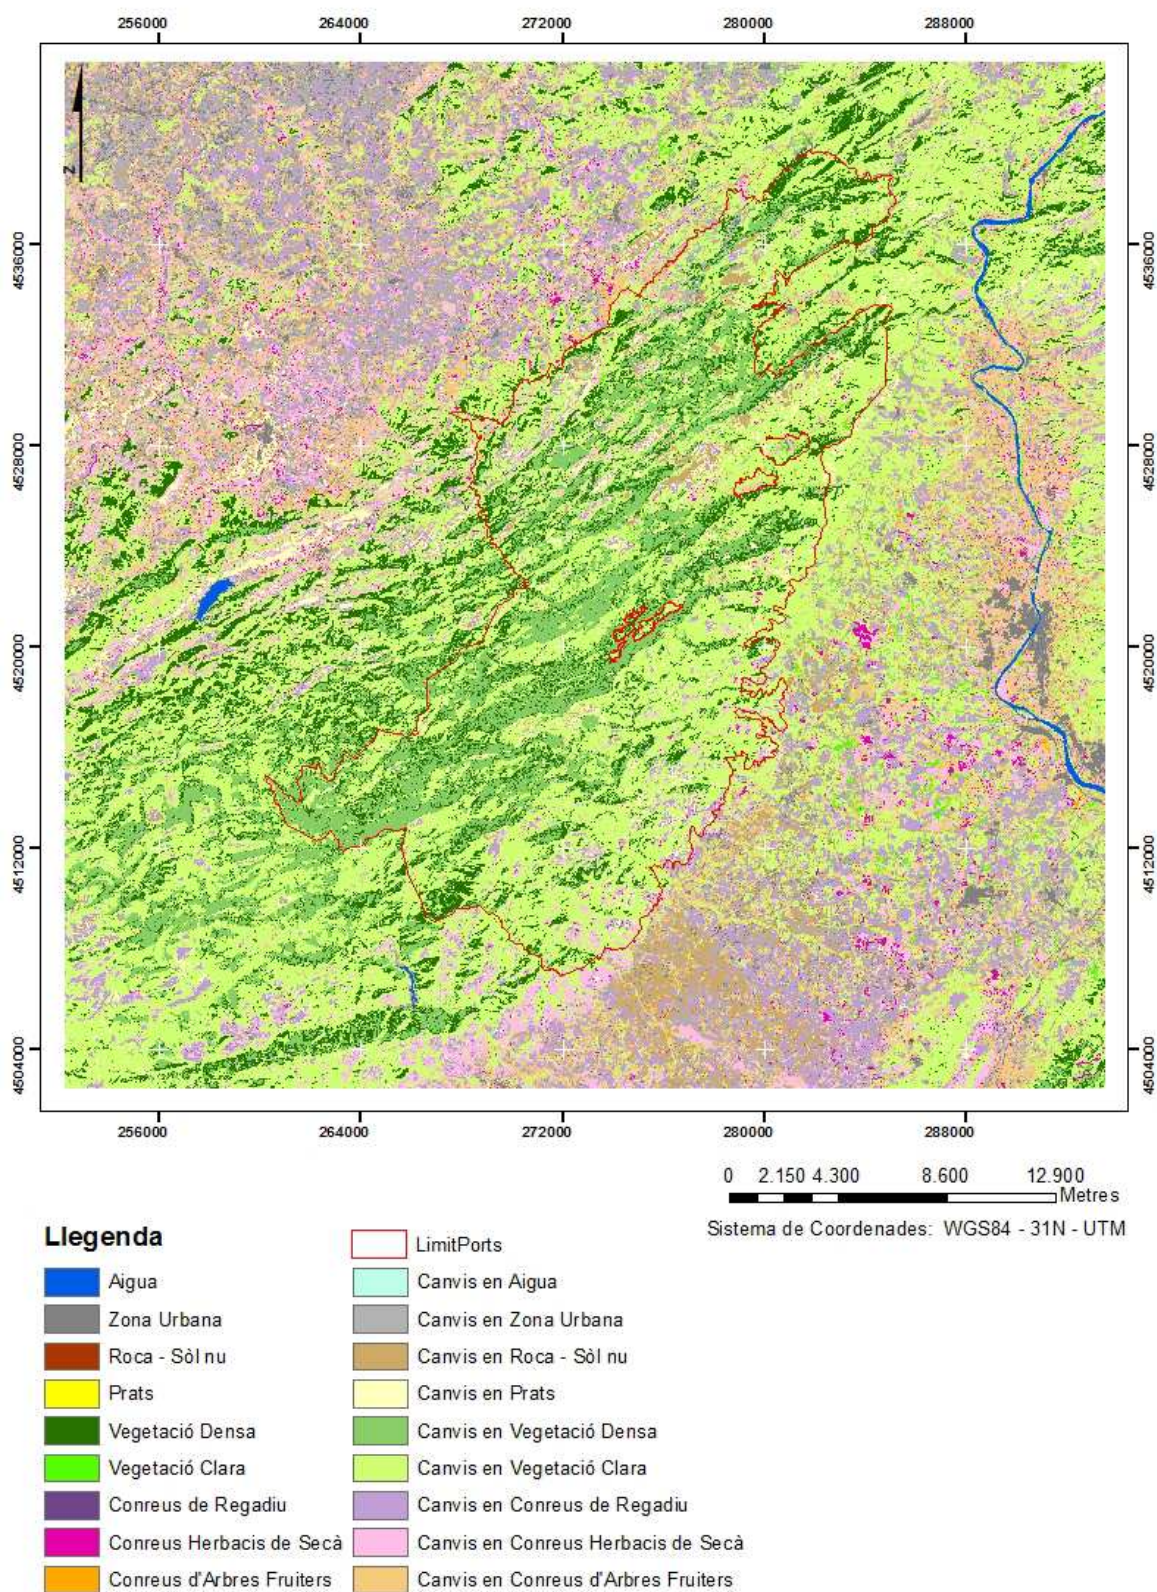 256000 264000 272000 280000 288000
4536000 4536000
4528000 4528000
4520000 4520000
4512000 4512000
4504000 4504000
256000 264000 272000 280000 288000
Z
0 2.150 4.300 8.600 12.900
Metres
Sistema de Coordenades: WGS84 - 31N - UTM
Llegenda
Aigua
Zona Urbana
Roca - Sòl nu
Prats
Vegetació Densa
Vegetació Clara
Conreus de Regadiu
Conreus Herbacis de Secà
Conreus d'Arbres Fruiters
LimitPorts
Canvis en Aigua
Canvis en Zona Urbana
Canvis en Roca - Sòl nu
Canvis en Prats
Canvis en Vegetació Densa
Canvis en Vegetació Clara
Canvis en Conreus de Regadiu
Canvis en Conreus Herbacis de Secà
Canvis en Conreus d'Arbres Fruiters